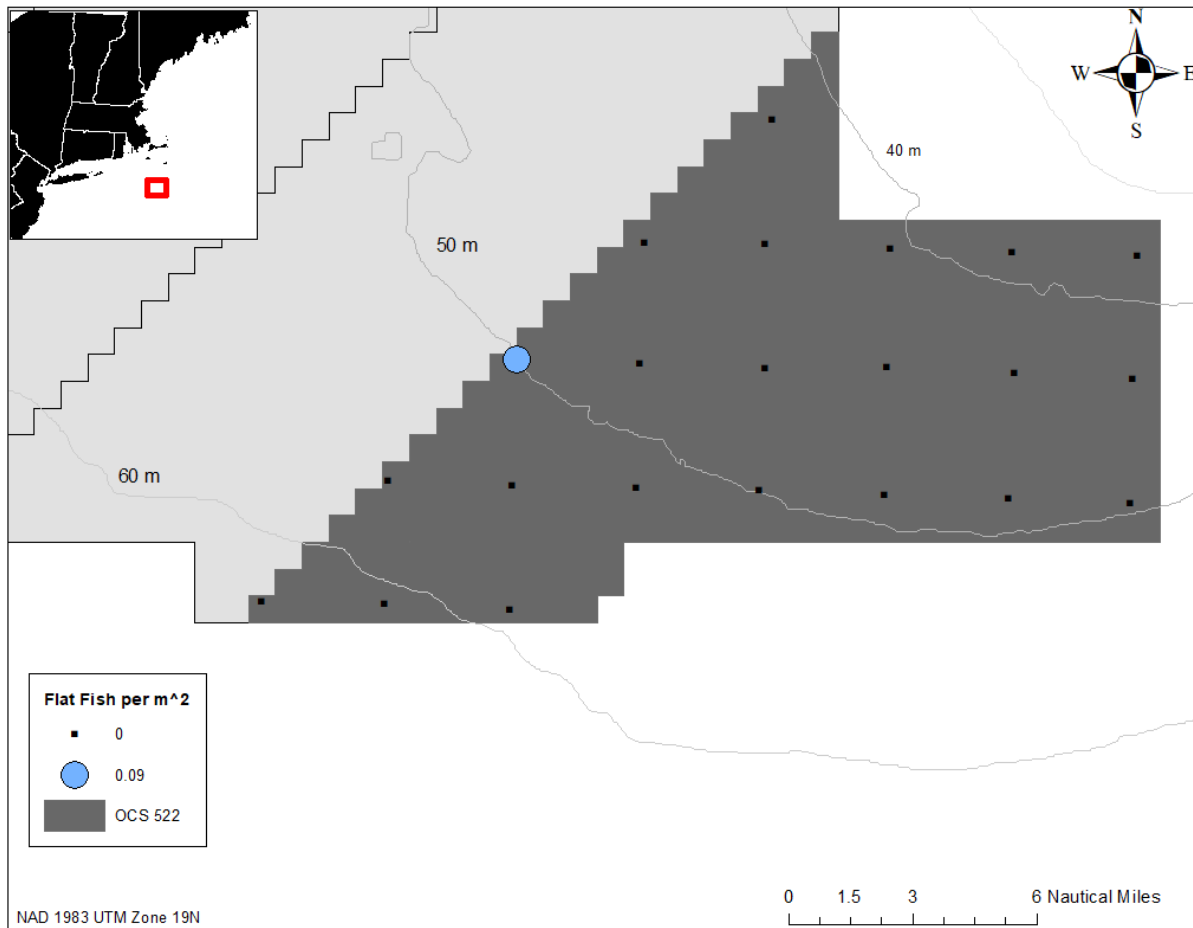 N
W E
S
40 m
50 m
60 m
Flat Fish per m^2
0
0.09
OCS 522
0 1.5 3 6 Nautical Miles
NAD 1983 UTM Zone 19N